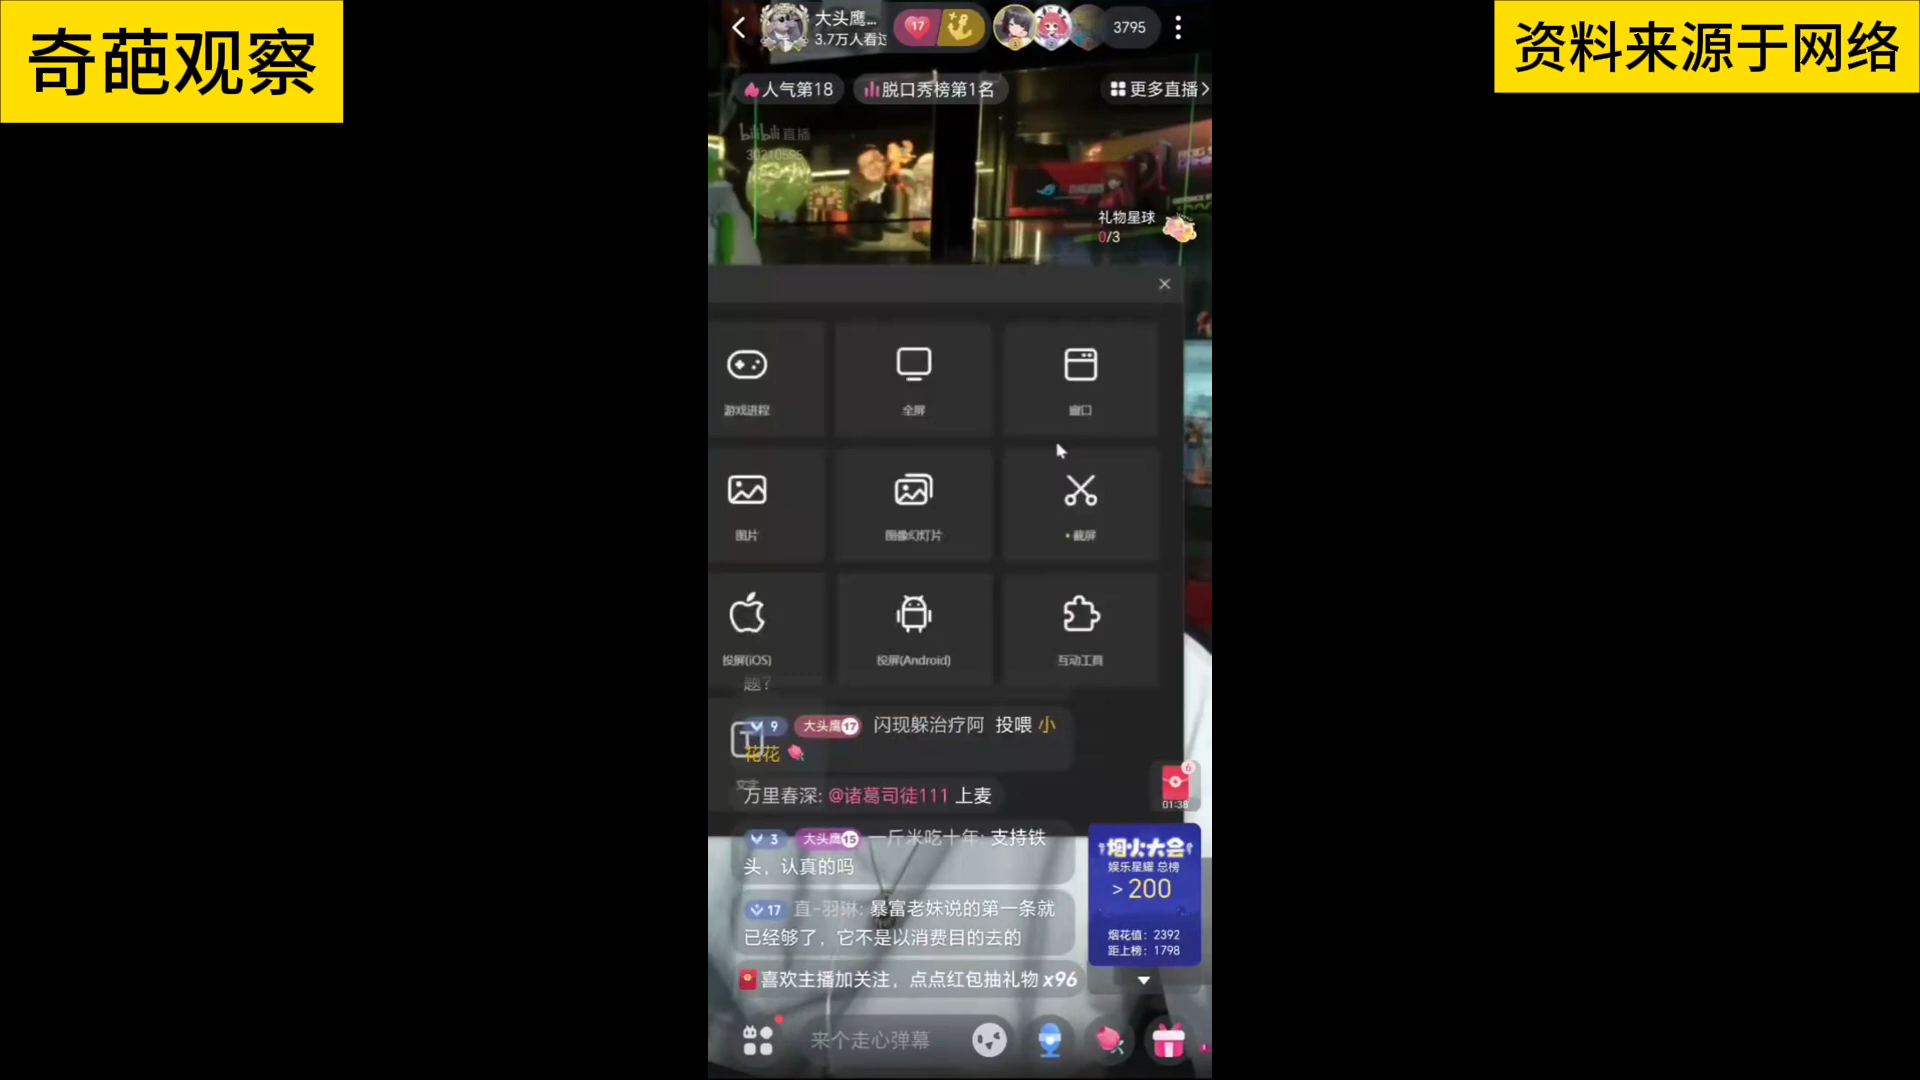 奇葩观察
资料来源于网络
大头鹰...
3.7万人看过
17
3795
人气第18
脱口秀榜第1名
更多直播
bilibili 直播
30210595
礼物星球
0/3
游戏进程
全屏
窗口
图片
图像幻灯片
截屏
投屏(iOS)
投屏(Android)
互动工具
题?
9 大头鹰 17 闪现躲治疗阿 投喂 小
花花
文字
万里春深: @诸葛司徒111 上麦
6
01:38
3 大头鹰 15 一斤米吃十年: 支持铁
头，认真的吗
17 直-羽琳: 暴富老妹说的第一条就
已经够了，它不是以消费目的去的
烟火大会
娱乐星耀 总榜
> 200
烟花值：2392
距上榜：1798
喜欢主播加关注，点点红包抽礼物 x96
来个走心弹幕